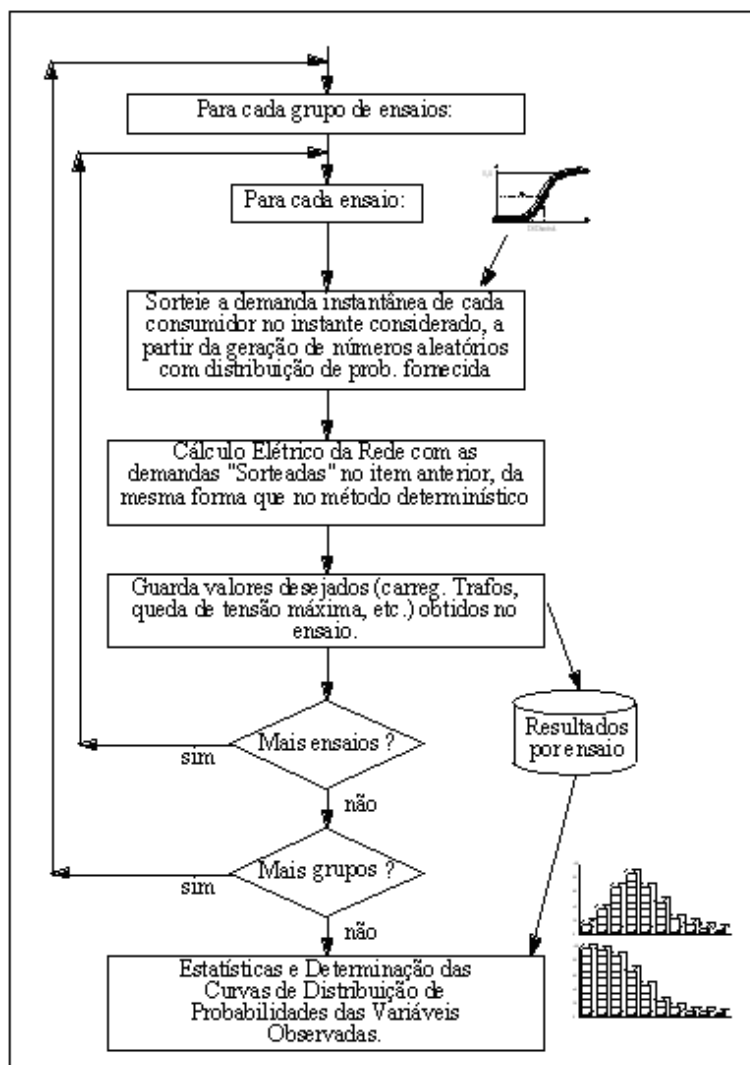 Para cada grupo de ensaios:
Para cada ensaio:
Sorteie a demanda instantânea de cada
consumidor no instante considerado, a
partir da geração de números aleatórios
com distribuição de prob. fornecida
Cálculo Elétrico da Rede com as
demandas "Sorteadas" no item anterior, da
mesma forma que no método determinístico
Guarda valores desejados (carreg. Trafos,
queda de tensão máxima, etc.) obtidos no
ensaio.
Resultados
por ensaio
Mais ensaios ?
sim
não
Mais grupos ?
sim
não
Estatísticas e Determinação das
Curvas de Distribuição de
Probabilidades das Variáveis
Observadas.